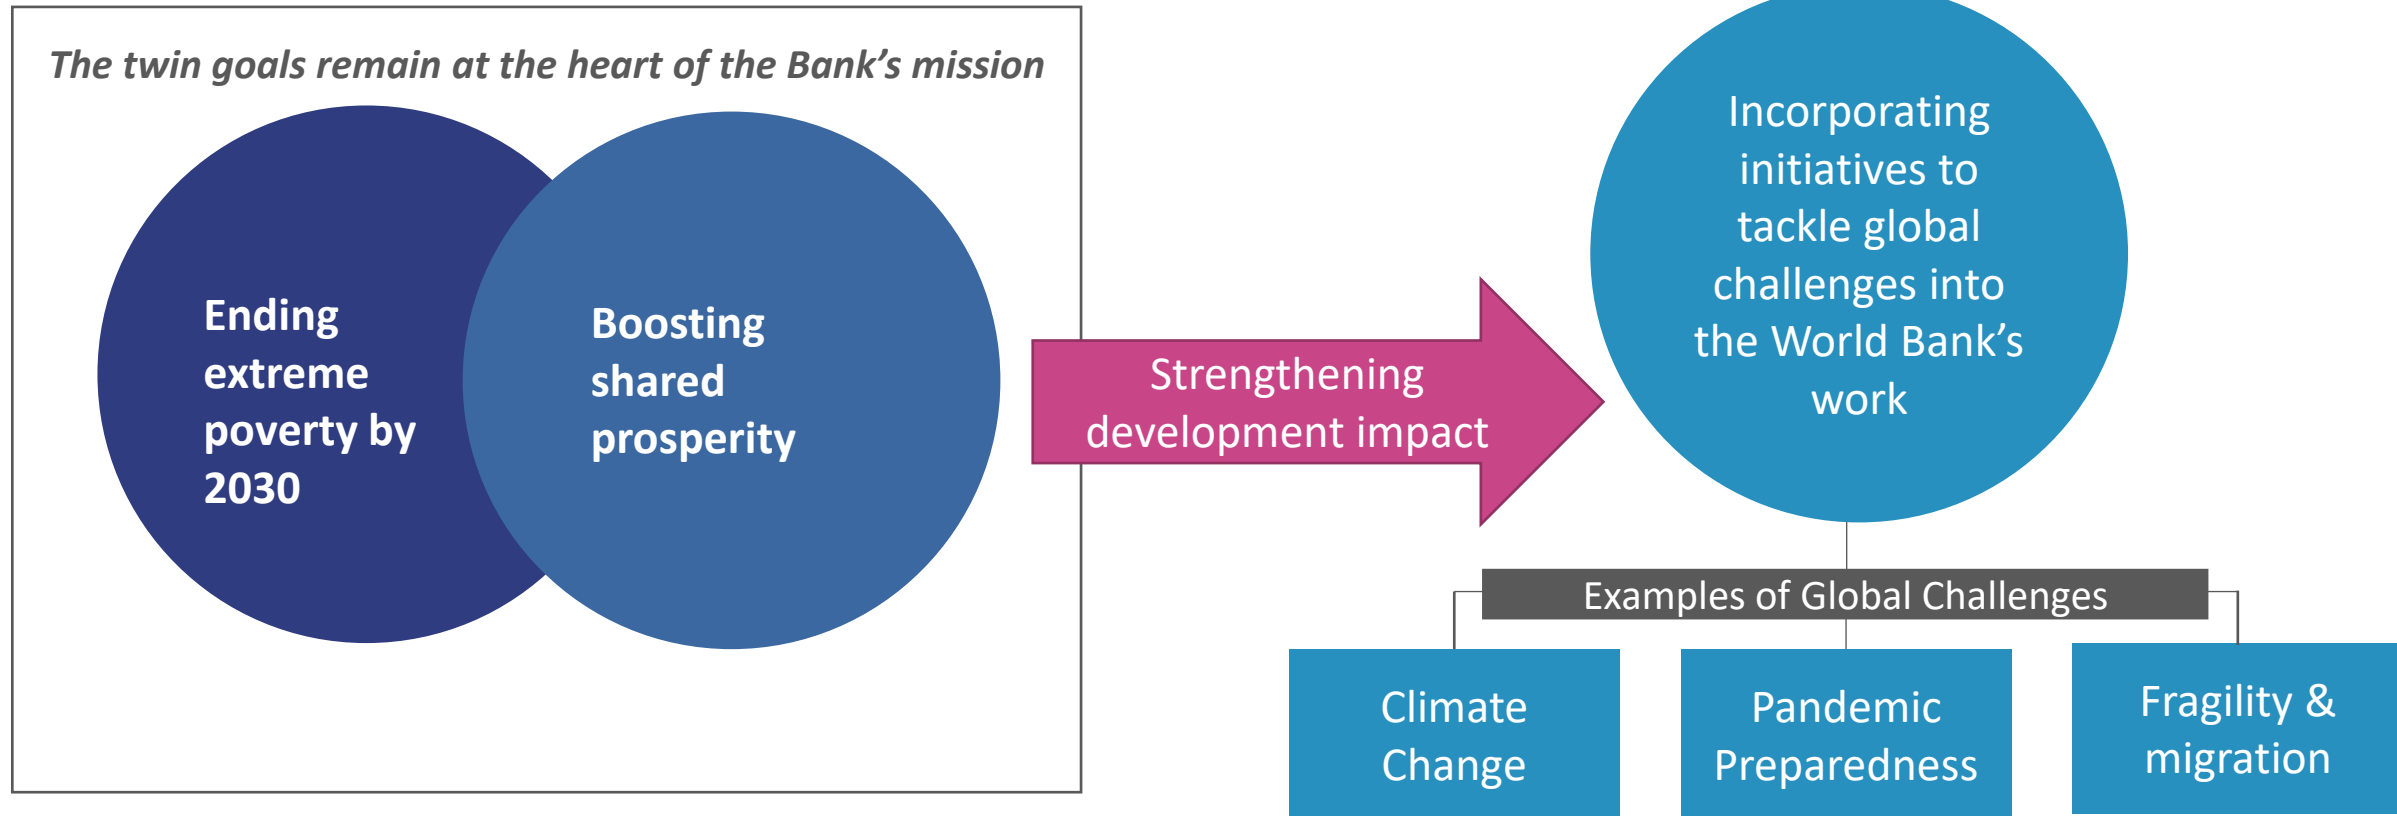 The twin goals remain at the heart of the Bank’s mission
Ending
extreme
poverty by
2030
Boosting
shared
prosperity
Strengthening
development impact
Incorporating
initiatives to
tackle global
challenges into
the World Bank’s
work
Examples of Global Challenges
Climate
Change
Pandemic
Preparedness
Fragility &
migration